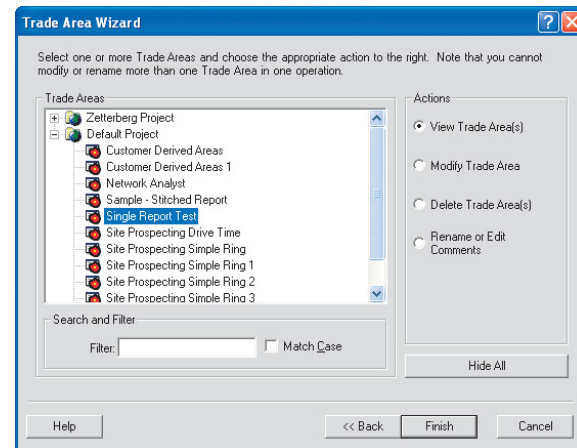 Trade Area Wizard
Select one or more Trade Areas and choose the appropriate action to the right. Note that you cannot
modify or rename more than one Trade Area in one operation.
Trade Areas
Zetterberg Project
Default Project
Customer Derived Areas
Customer Derived Areas 1
Network Analyst
Sample - Stitched Report
Single Report Test
Site Prospecting Drive Time
Site Prospecting Simple Ring
Site Prospecting Simple Ring 1
Site Prospecting Simple Ring 2
Site Prospecting Simple Ring 3
Actions
View Trade Area(s)
Modify Trade Area
Delete Trade Area(s)
Rename or Edit
Comments
Search and Filter
Filter:
Match Case
Hide All
Help
<< Back
Finish
Cancel